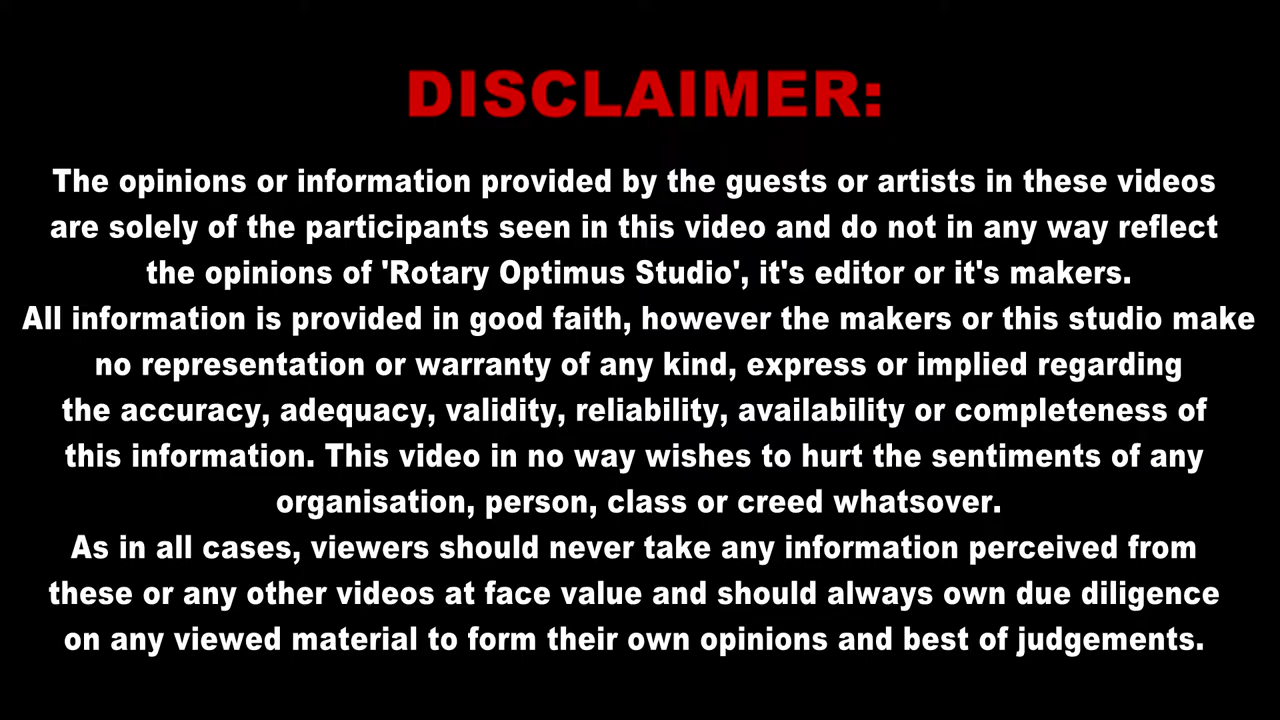 DISCLAIMER:
The opinions or information provided by the guests or artists in these videos
are solely of the participants seen in this video and do not in any way reflect
the opinions of 'Rotary Optimus Studio', it's editor or it's makers.
All information is provided in good faith, however the makers or this studio make
no representation or warranty of any kind, express or implied regarding
the accuracy, adequacy, validity, reliability, availability or completeness of
this information. This video in no way wishes to hurt the sentiments of any
organisation, person, class or creed whatsover.
As in all cases, viewers should never take any information perceived from
these or any other videos at face value and should always own due diligence
on any viewed material to form their own opinions and best of judgements.